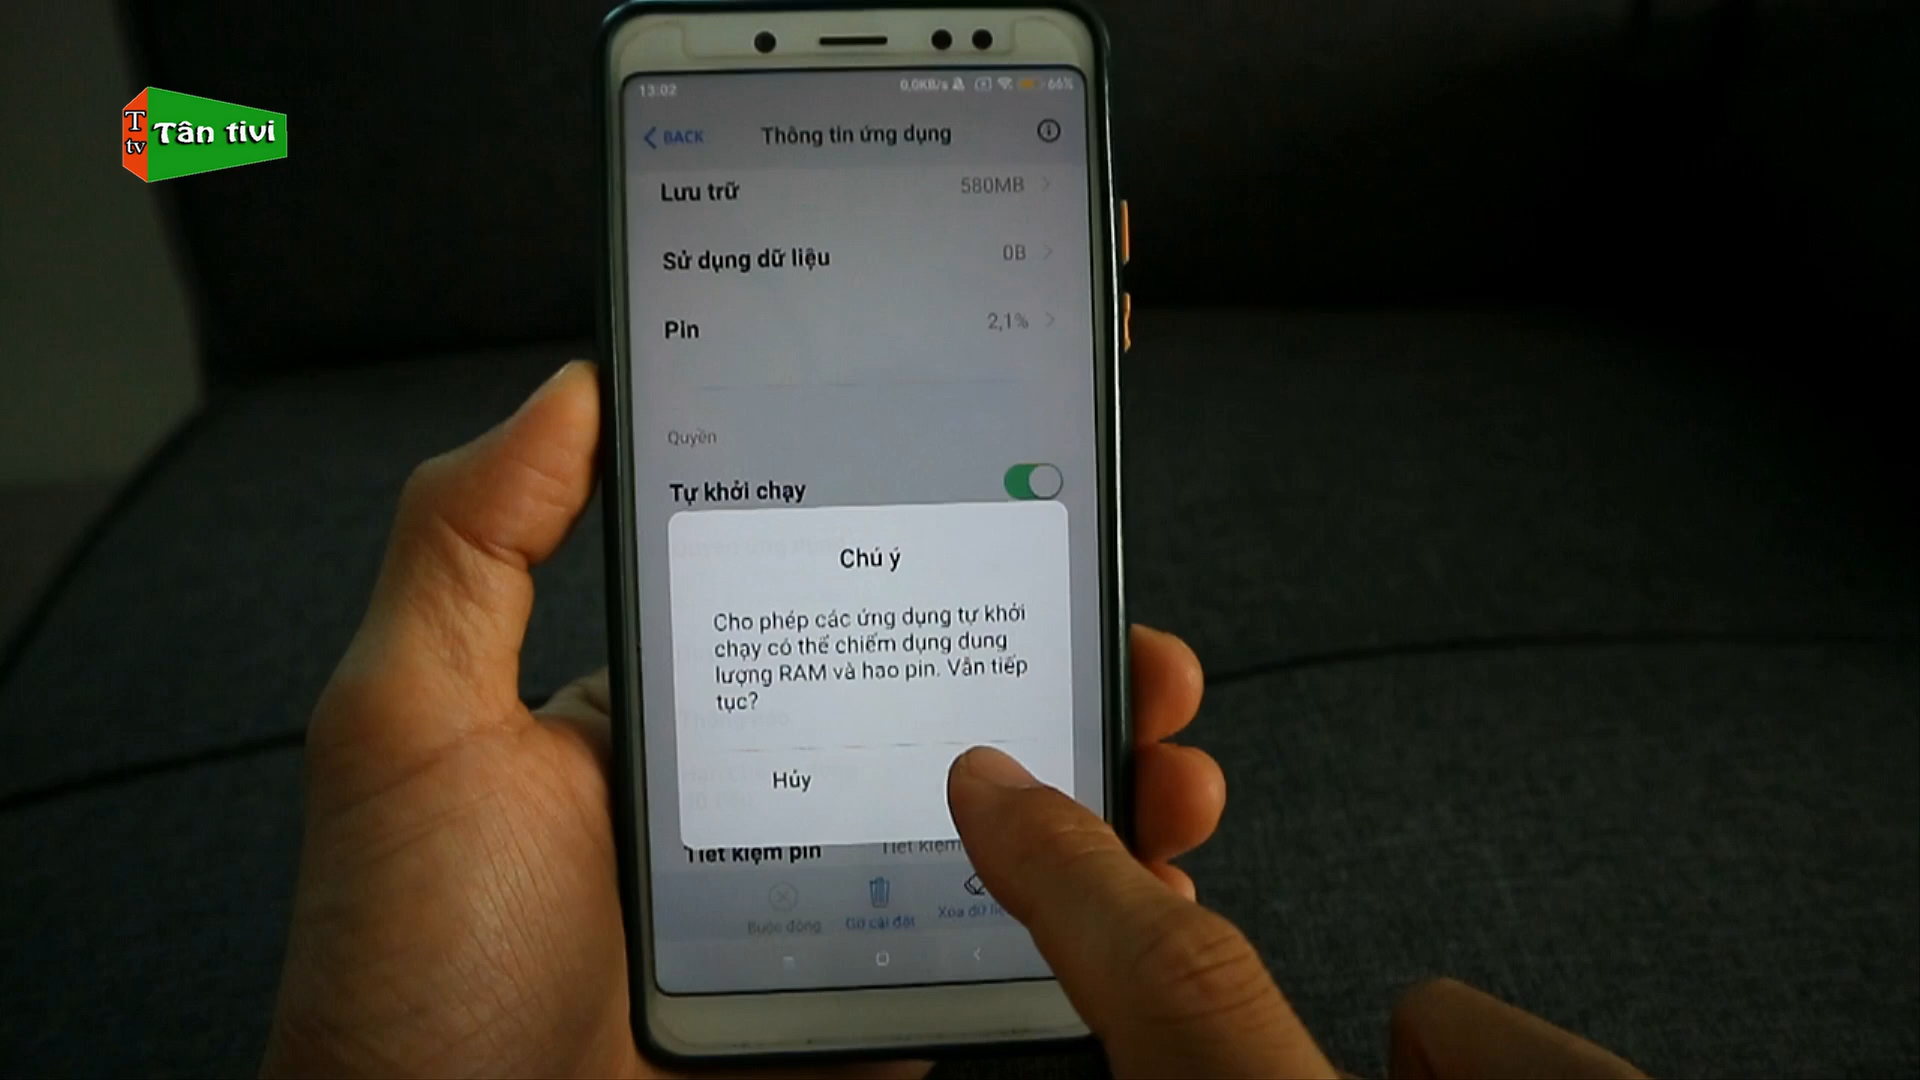 T
tv
Tân tivi
13:02
0,0KB/s
66%
BACK
Thông tin ứng dụng
Lưu trữ
580MB
Sử dụng dữ liệu
0B
Pin
2,1%
Quyền
Tự khởi chạy
Chú ý
Cho phép các ứng dụng tự khởi
chạy có thể chiếm dụng dung
lượng RAM và hao pin. Vẫn tiếp
tục?
Hủy
Tiết kiệm pin
Tiết kiệm
Buộc đóng
Gỡ cài đặt
Xóa dữ